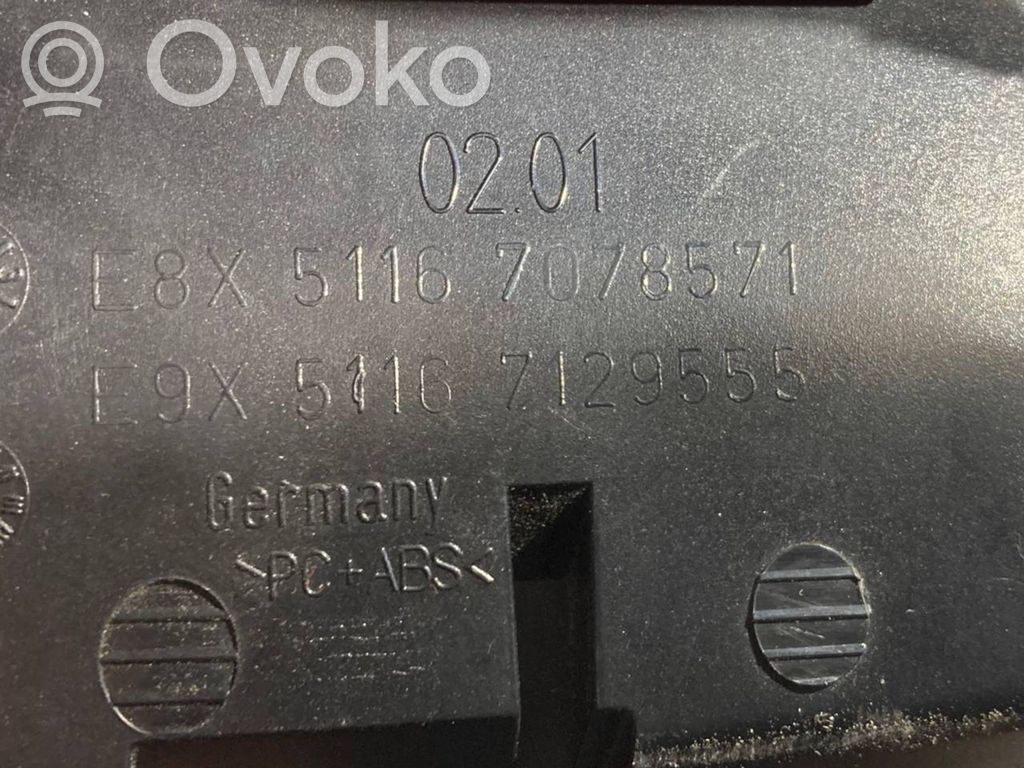 Ovoko
02.01
E8X 5116 7078571
E9X 5116 7129555
Germany
>PC+ABS<